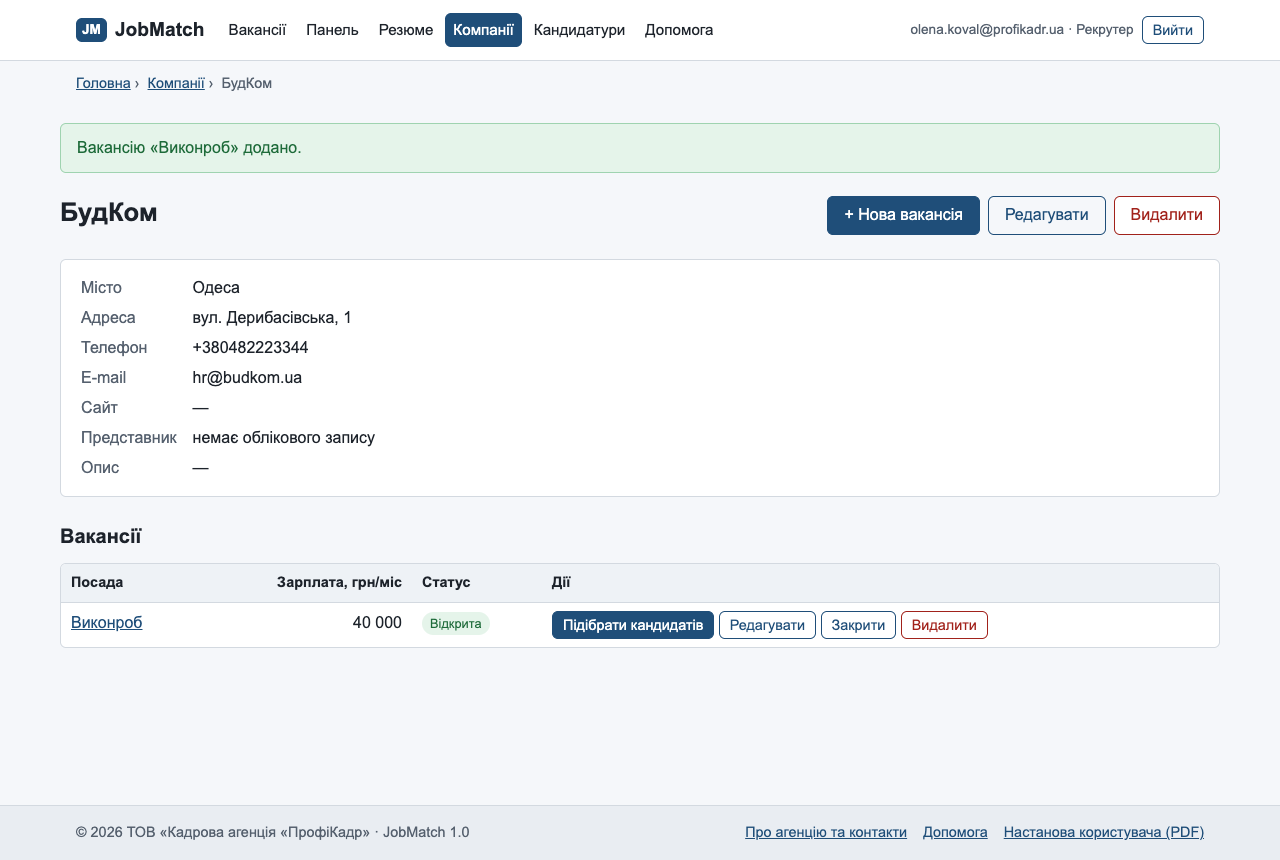 JM JobMatch Вакансії Панель Резюме Компанії Кандидатури Допомога olena.koval@profikadr.ua · Рекрутер Вийти
Головна › Компанії › БудКом
Вакансію «Виконроб» додано.
БудКом + Нова вакансія Редагувати Видалити
Місто Одеса
Адреса вул. Дерибасівська, 1
Телефон +380482223344
E-mail hr@budkom.ua
Сайт —
Представник немає облікового запису
Опис —
Вакансії
Посада Зарплата, грн/міс Статус Дії
Виконроб 40 000 Відкрита Підібрати кандидатів Редагувати Закрити Видалити
© 2026 ТОВ «Кадрова агенція «ПрофіКадр» · JobMatch 1.0 Про агенцію та контакти Допомога Настанова користувача (PDF)